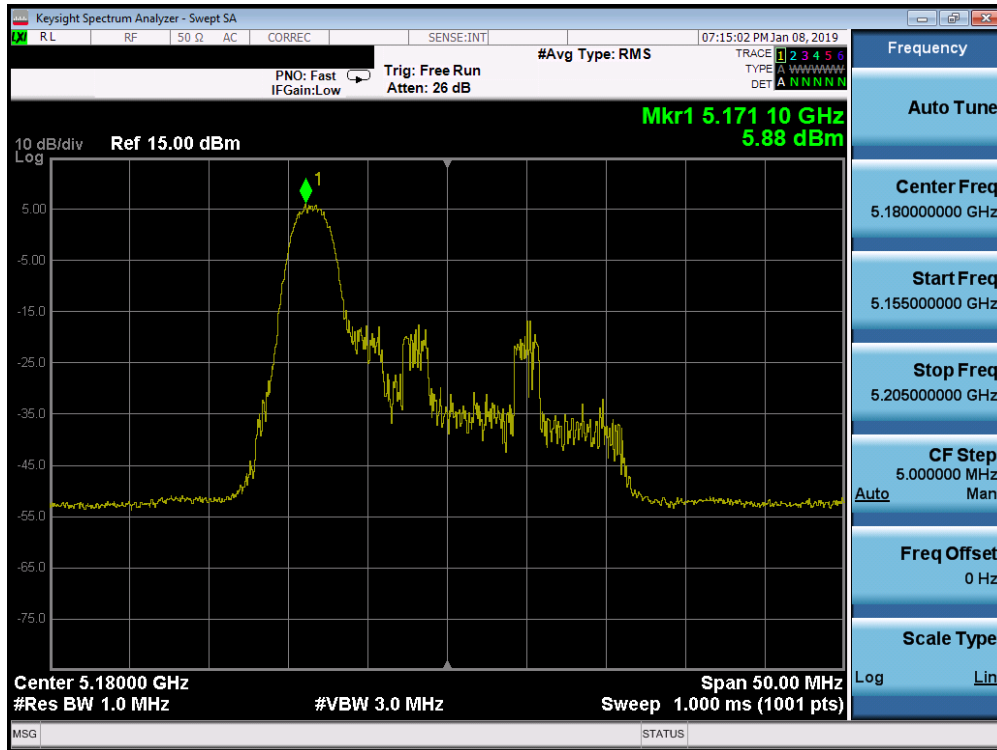 Keysight Spectrum Analyzer - Swept SA
LXI RL RF 50 Ω AC CORREC SENSE:INT 07:15:02 PM Jan 08, 2019
#Avg Type: RMS TRACE 1 2 3 4 5 6
PNO: Fast Trig: Free Run TYPE A WWWWW
IFGain:Low Atten: 26 dB DET A N N N N N
Mkr1 5.171 10 GHz
5.88 dBm
10 dB/div Ref 15.00 dBm
Log
1
5.00
-5.00
-15.0
-25.0
-35.0
-45.0
-55.0
-65.0
-75.0
Center 5.18000 GHz Span 50.00 MHz
#Res BW 1.0 MHz #VBW 3.0 MHz Sweep 1.000 ms (1001 pts)
MSG STATUS
Frequency
Auto Tune
Center Freq
5.180000000 GHz
Start Freq
5.155000000 GHz
Stop Freq
5.205000000 GHz
CF Step
5.000000 MHz
Auto Man
Freq Offset
0 Hz
Scale Type
Log Lin